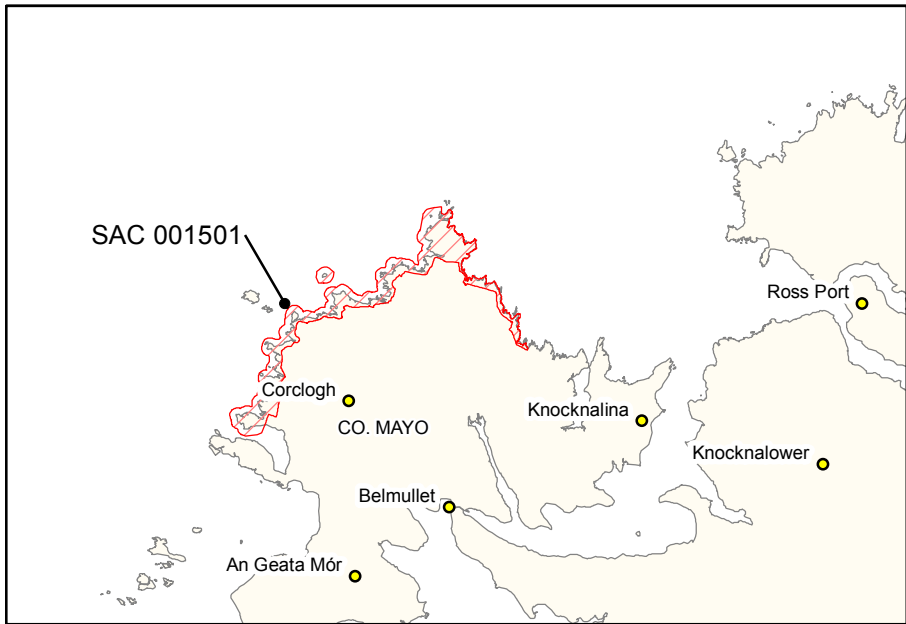 SAC 001501
Ross Port
Corclogh
CO. MAYO
Knocknalina
Knocknalower
Belmullet
An Geata Mór